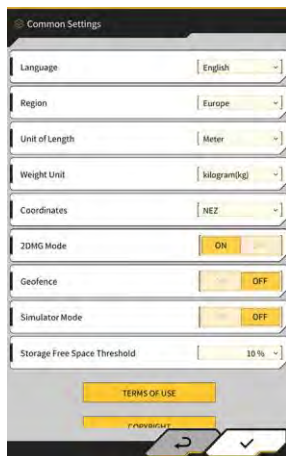 Common Settings
Language English
Region Europe
Unit of Length Meter
Weight Unit kilogram(kg)
Coordinates NEZ
2DMG Mode ON
Geofence OFF
Simulator Mode OFF
Storage Free Space Threshold 10 %
TERMS OF USE
COPYRIGHT